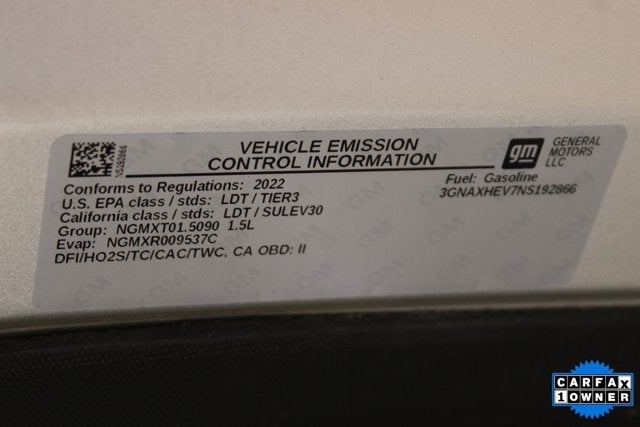 NS192866
VEHICLE EMISSION
CONTROL INFORMATION
gm
GENERAL
MOTORS
LLC
Conforms to Regulations: 2022
U.S. EPA class / stds: LDT / TIER3
California class / stds: LDT / SULEV30
Group: NGMXT01.5090 1.5L
Evap: NGMXR009537C
DFI/HO2S/TC/CAC/TWC, CA OBD: II
Fuel: Gasoline
3GNAXHEV7NS192866
CARFAX
1 OWNER